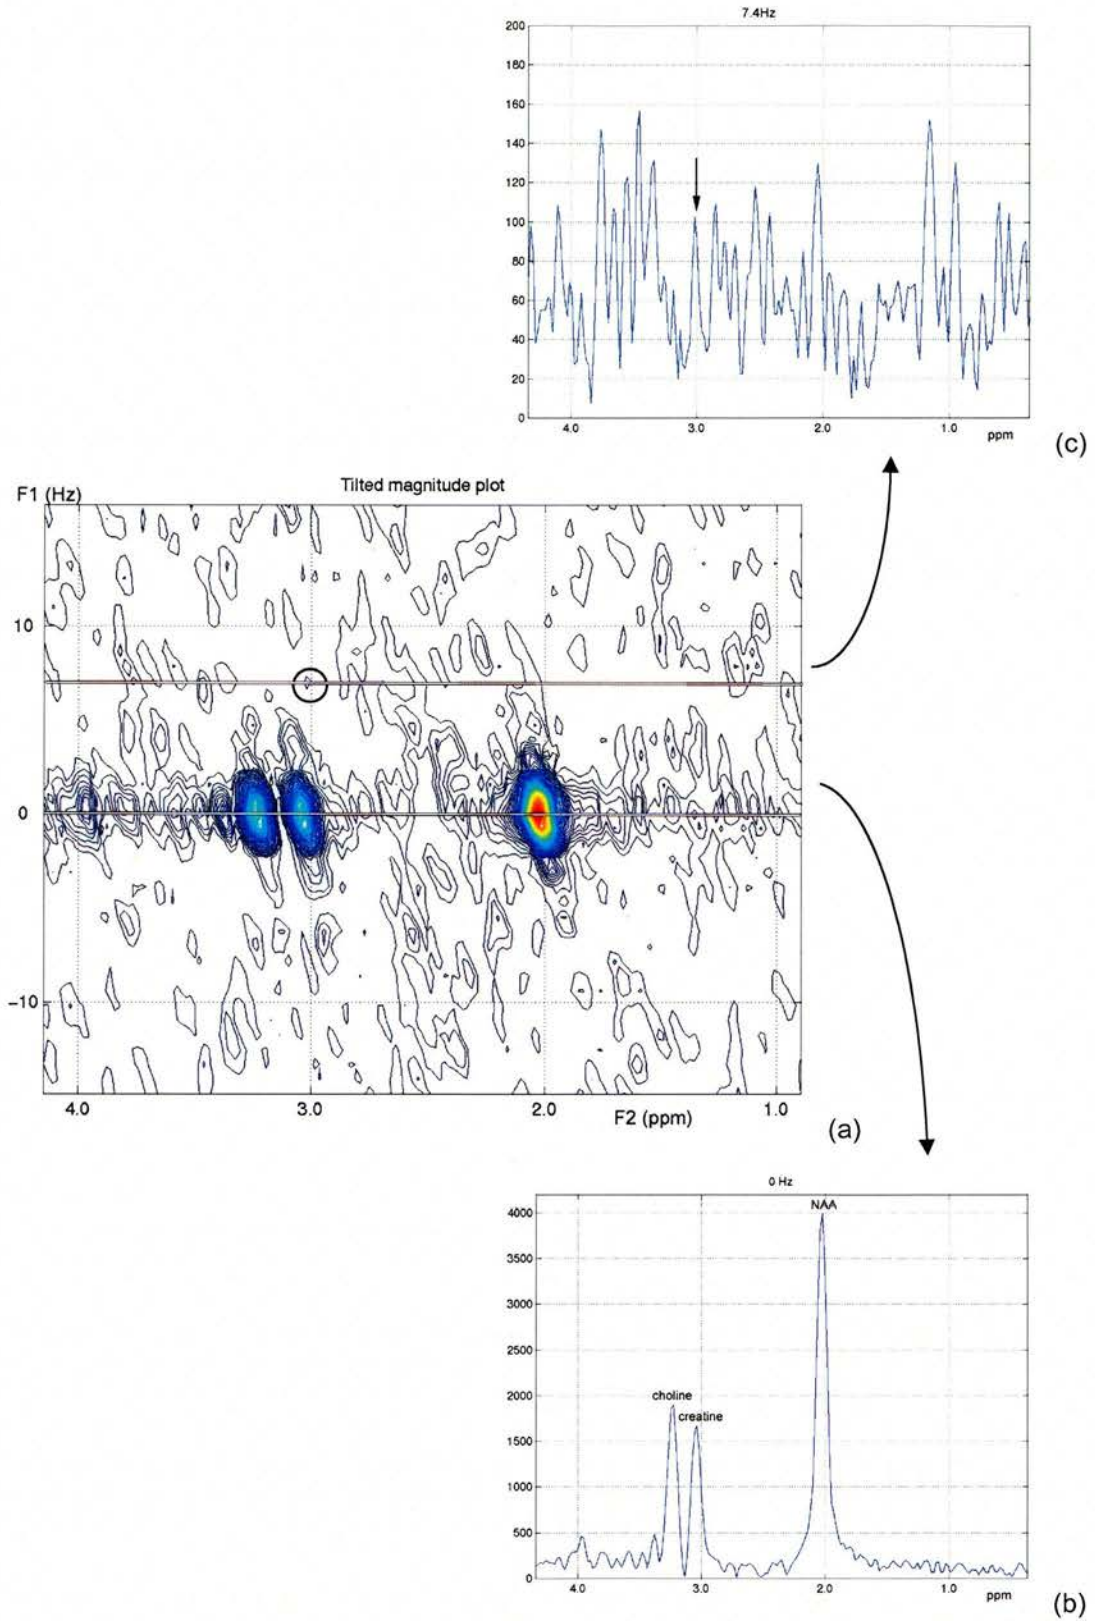 7.4Hz
200
180
160
140
120
100
80
60
40
20
0
4.0 3.0 2.0 1.0 ppm
(c)
F1 (Hz)
Tilted magnitude plot
10
0
−10
4.0 3.0 2.0 1.0
F2 (ppm)
(a)
0 Hz
NAA
4000
3500
3000
2500
2000
choline
creatine
1500
1000
500
0
4.0 3.0 2.0 1.0 ppm
(b)